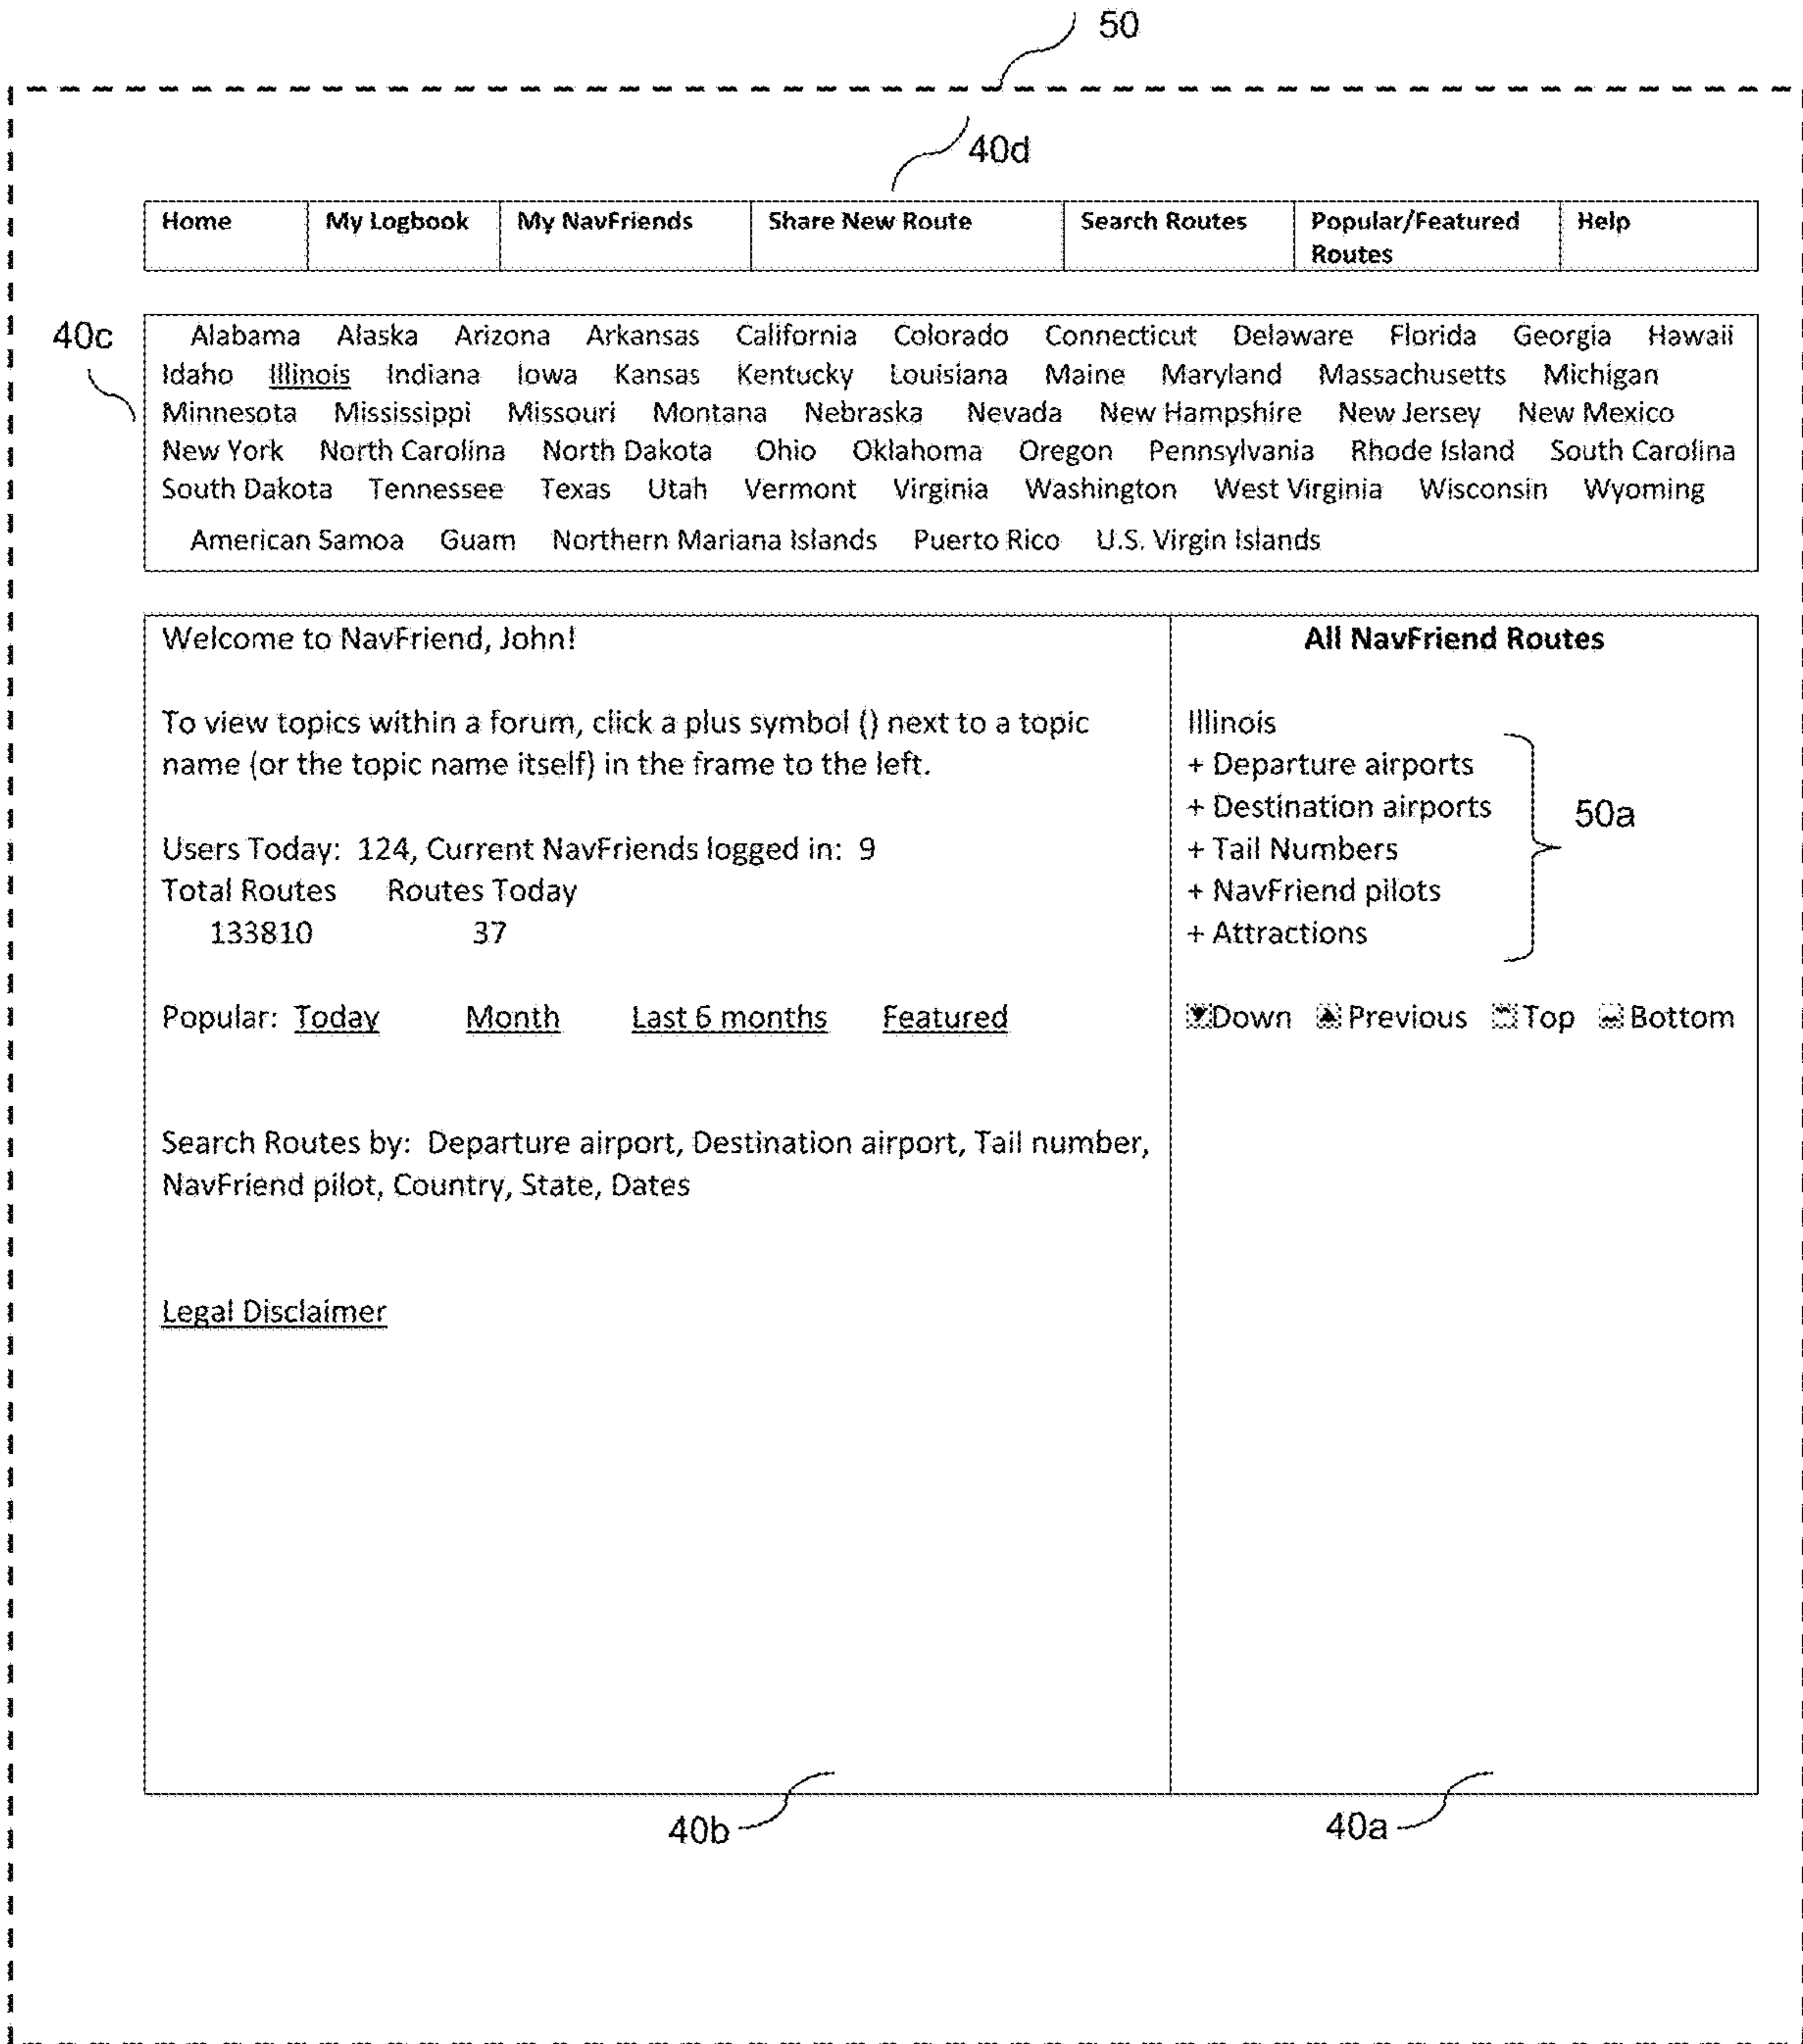 50
40d
Home My Logbook My NavFriends Share New Route Search Routes Popular/Featured Routes Help
40c
Alabama Alaska Arizona Arkansas California Colorado Connecticut Delaware Florida Georgia Hawaii
Idaho Illinois Indiana Iowa Kansas Kentucky Louisiana Maine Maryland Massachusetts Michigan
Minnesota Mississippi Missouri Montana Nebraska Nevada New Hampshire New Jersey New Mexico
New York North Carolina North Dakota Ohio Oklahoma Oregon Pennsylvania Rhode Island South Carolina
South Dakota Tennessee Texas Utah Vermont Virginia Washington West Virginia Wisconsin Wyoming
American Samoa Guam Northern Mariana Islands Puerto Rico U.S. Virgin Islands
Welcome to NavFriend, John!
To view topics within a forum, click a plus symbol () next to a topic
name (or the topic name itself) in the frame to the left.
Users Today: 124, Current NavFriends logged in: 9
Total Routes Routes Today
133810 37
Popular: Today Month Last 6 months Featured
Search Routes by: Departure airport, Destination airport, Tail number,
NavFriend pilot, Country, State, Dates
Legal Disclaimer
All NavFriend Routes
Illinois
+ Departure airports
+ Destination airports
+ Tail Numbers
+ NavFriend pilots
+ Attractions
50a
Down Previous Top Bottom
40b
40a